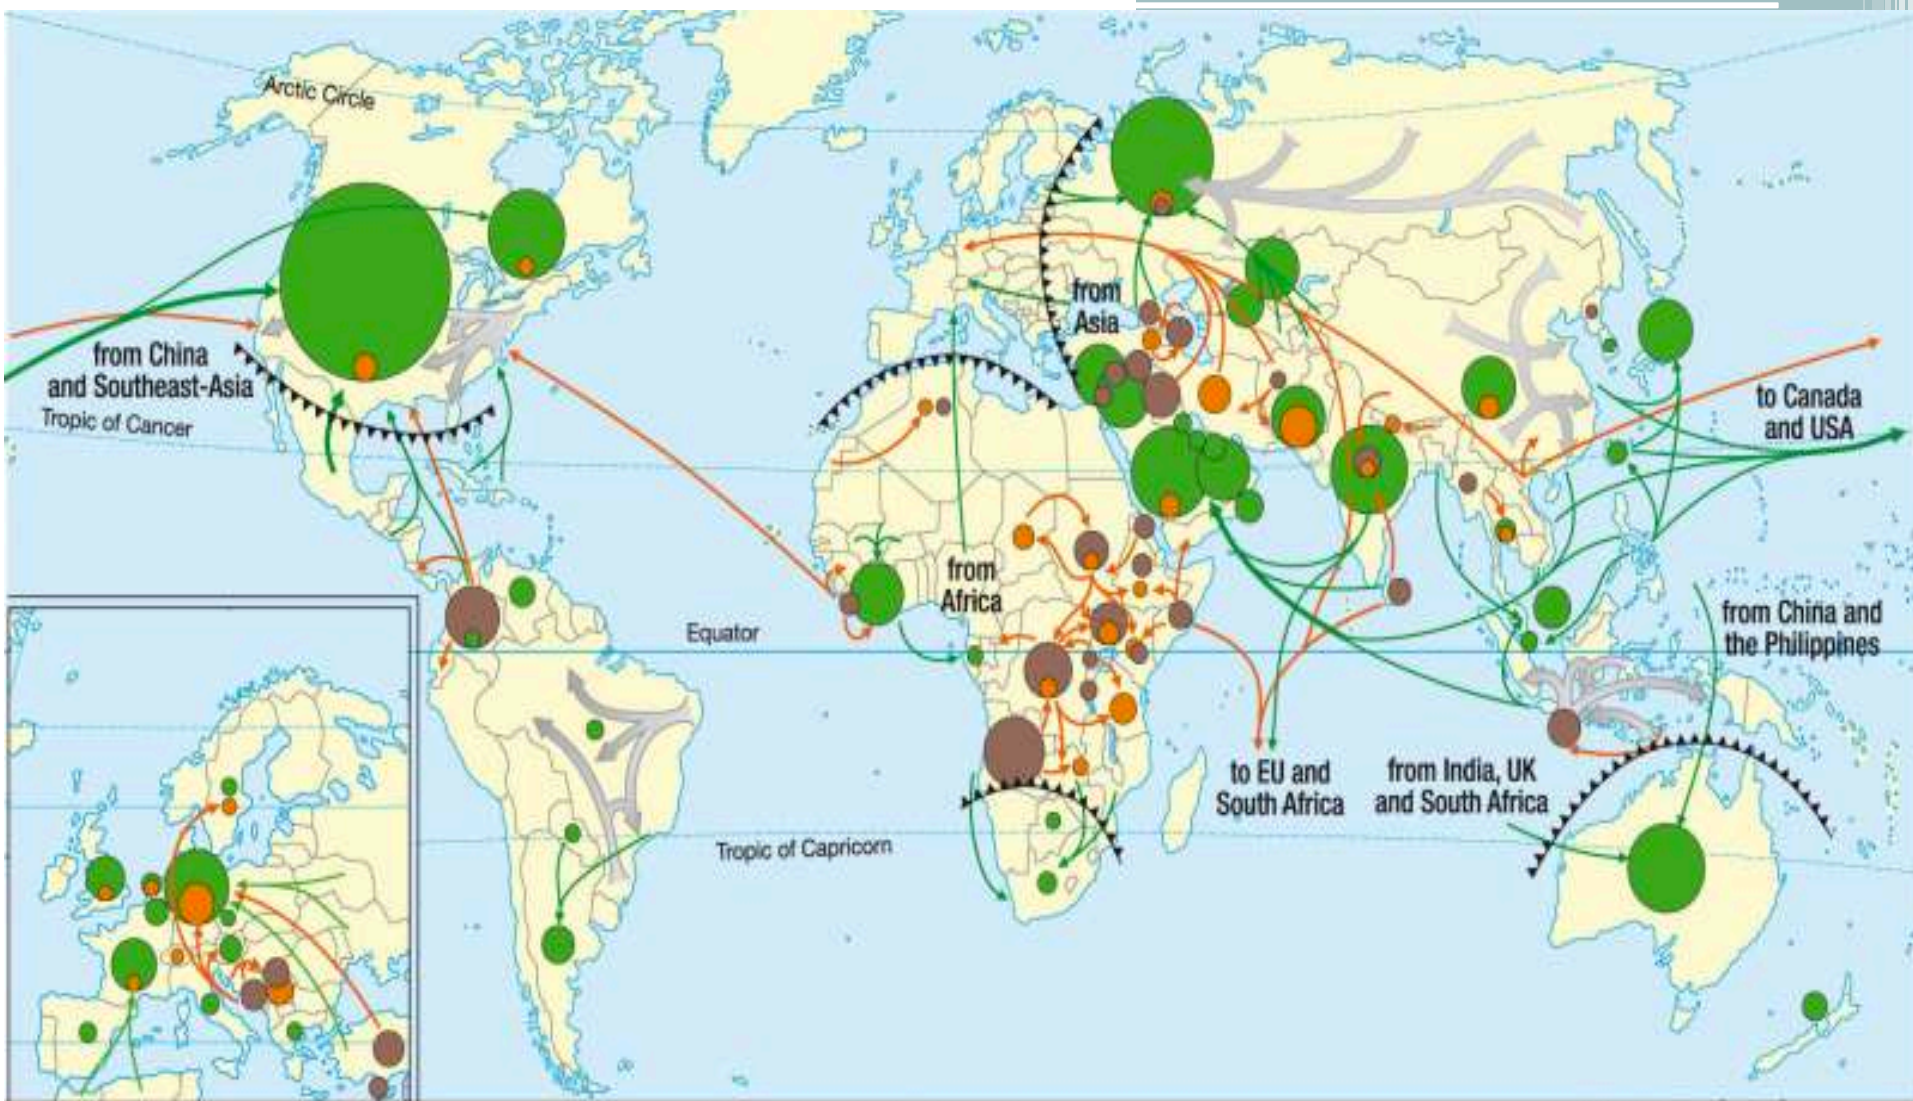 Arctic Circle
from
Asia
from China
and Southeast-Asia
Tropic of Cancer
to Canada
and USA
from
Africa
Equator
from China and
the Philippines
to EU and
South Africa
from India, UK
and South Africa
Tropic of Capricorn